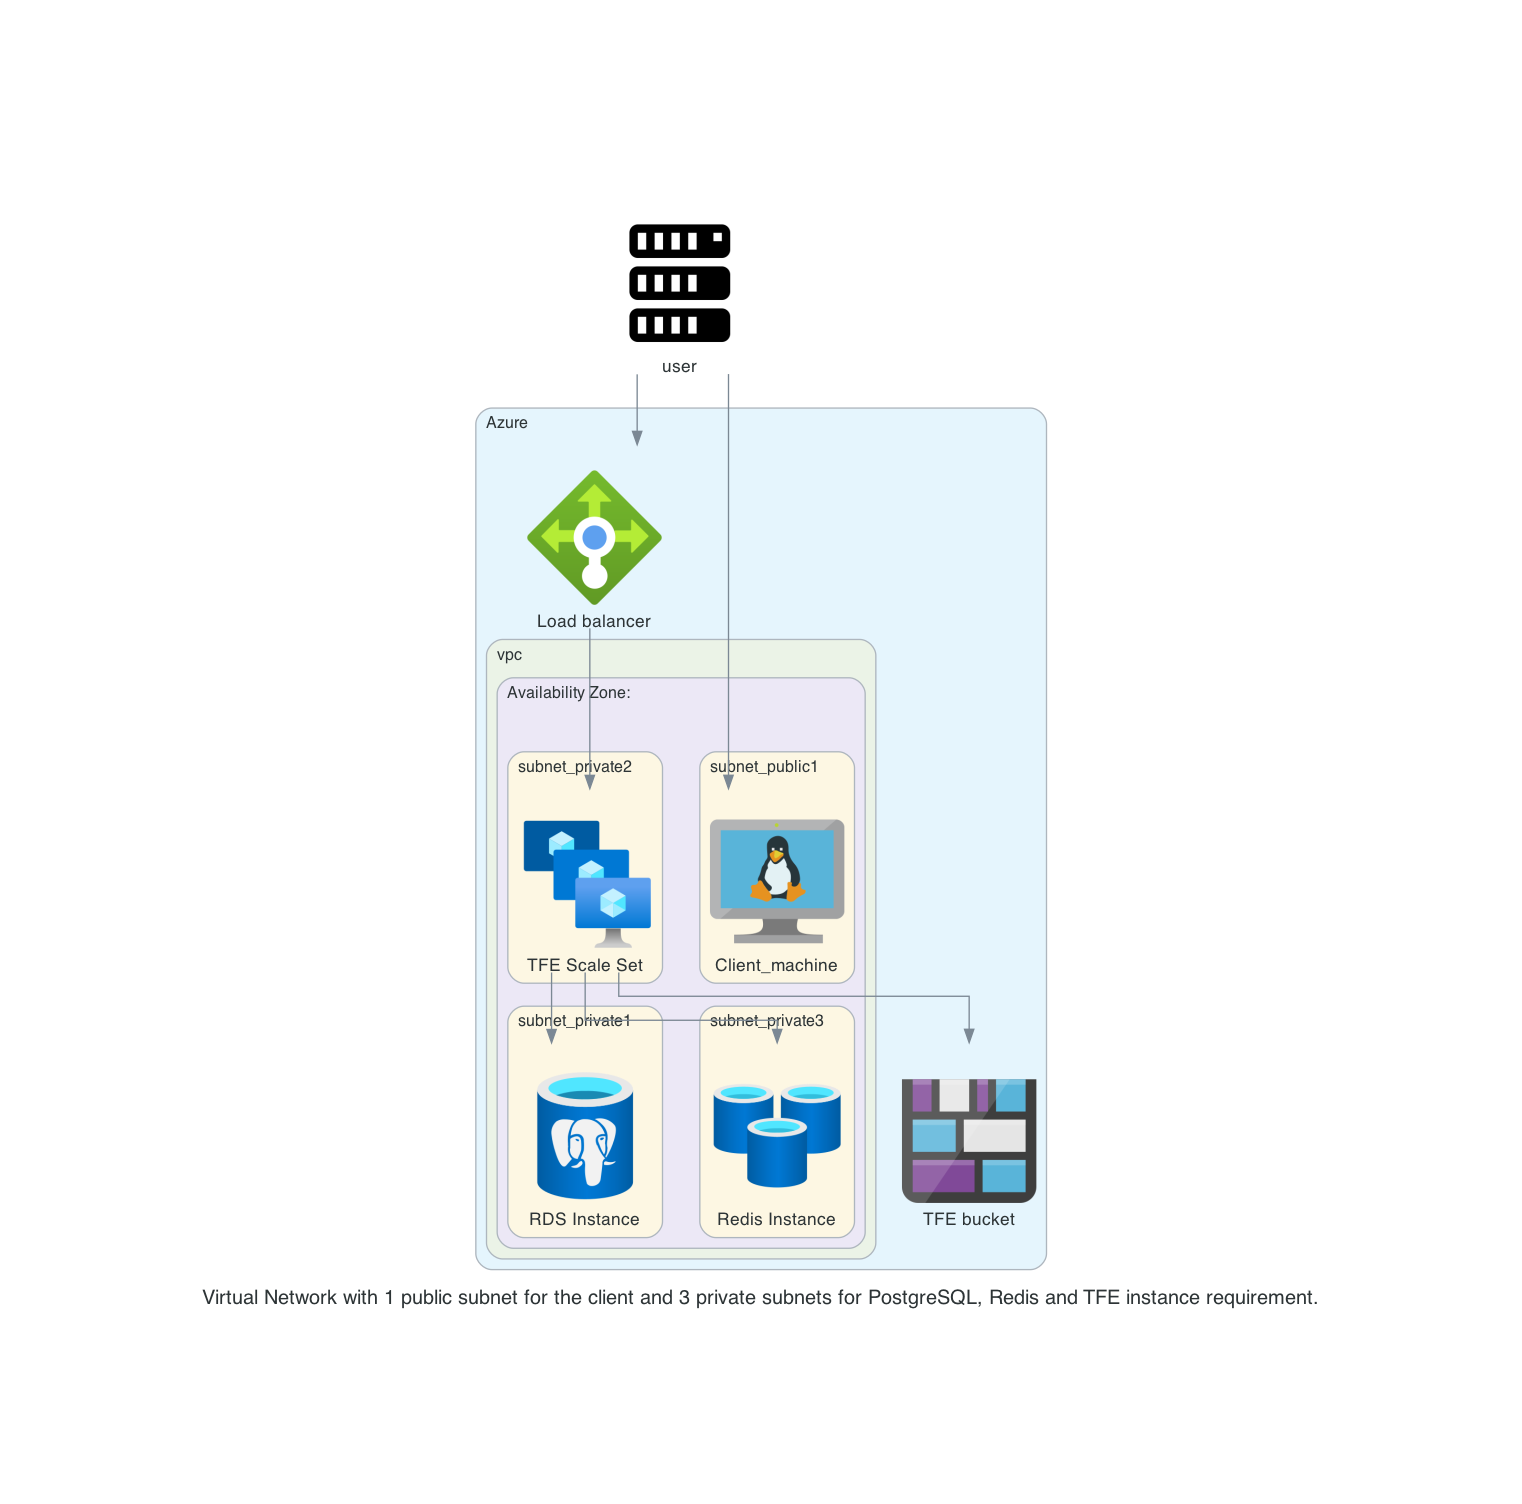 user
Azure
Load balancer
vpc
Availability Zone:
subnet_private2
subnet_public1
TFE Scale Set
Client_machine
subnet_private1
subnet_private3
RDS Instance
Redis Instance
TFE bucket
Virtual Network with 1 public subnet for the client and 3 private subnets for PostgreSQL, Redis and TFE instance requirement.